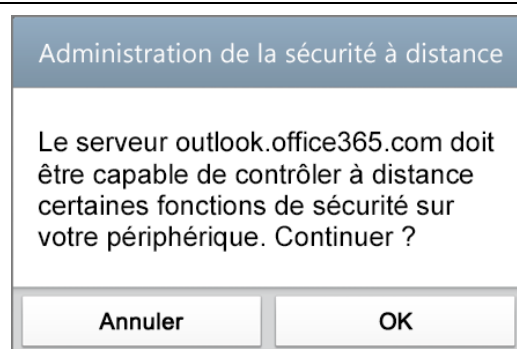 Administration de la sécurité à distance
Le serveur outlook.office365.com doit
être capable de contrôler à distance
certaines fonctions de sécurité sur
votre périphérique. Continuer ?
Annuler
OK